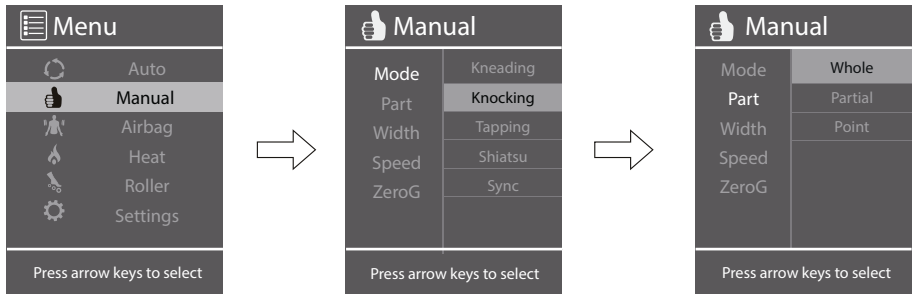 Menu
Auto
Manual
Airbag
Heat
Roller
Settings
Press arrow keys to select
Manual
Mode
Part
Width
Speed
ZeroG
Kneading
Knocking
Tapping
Shiatsu
Sync
Press arrow keys to select
Manual
Mode
Part
Width
Speed
ZeroG
Whole
Partial
Point
Press arrow keys to select